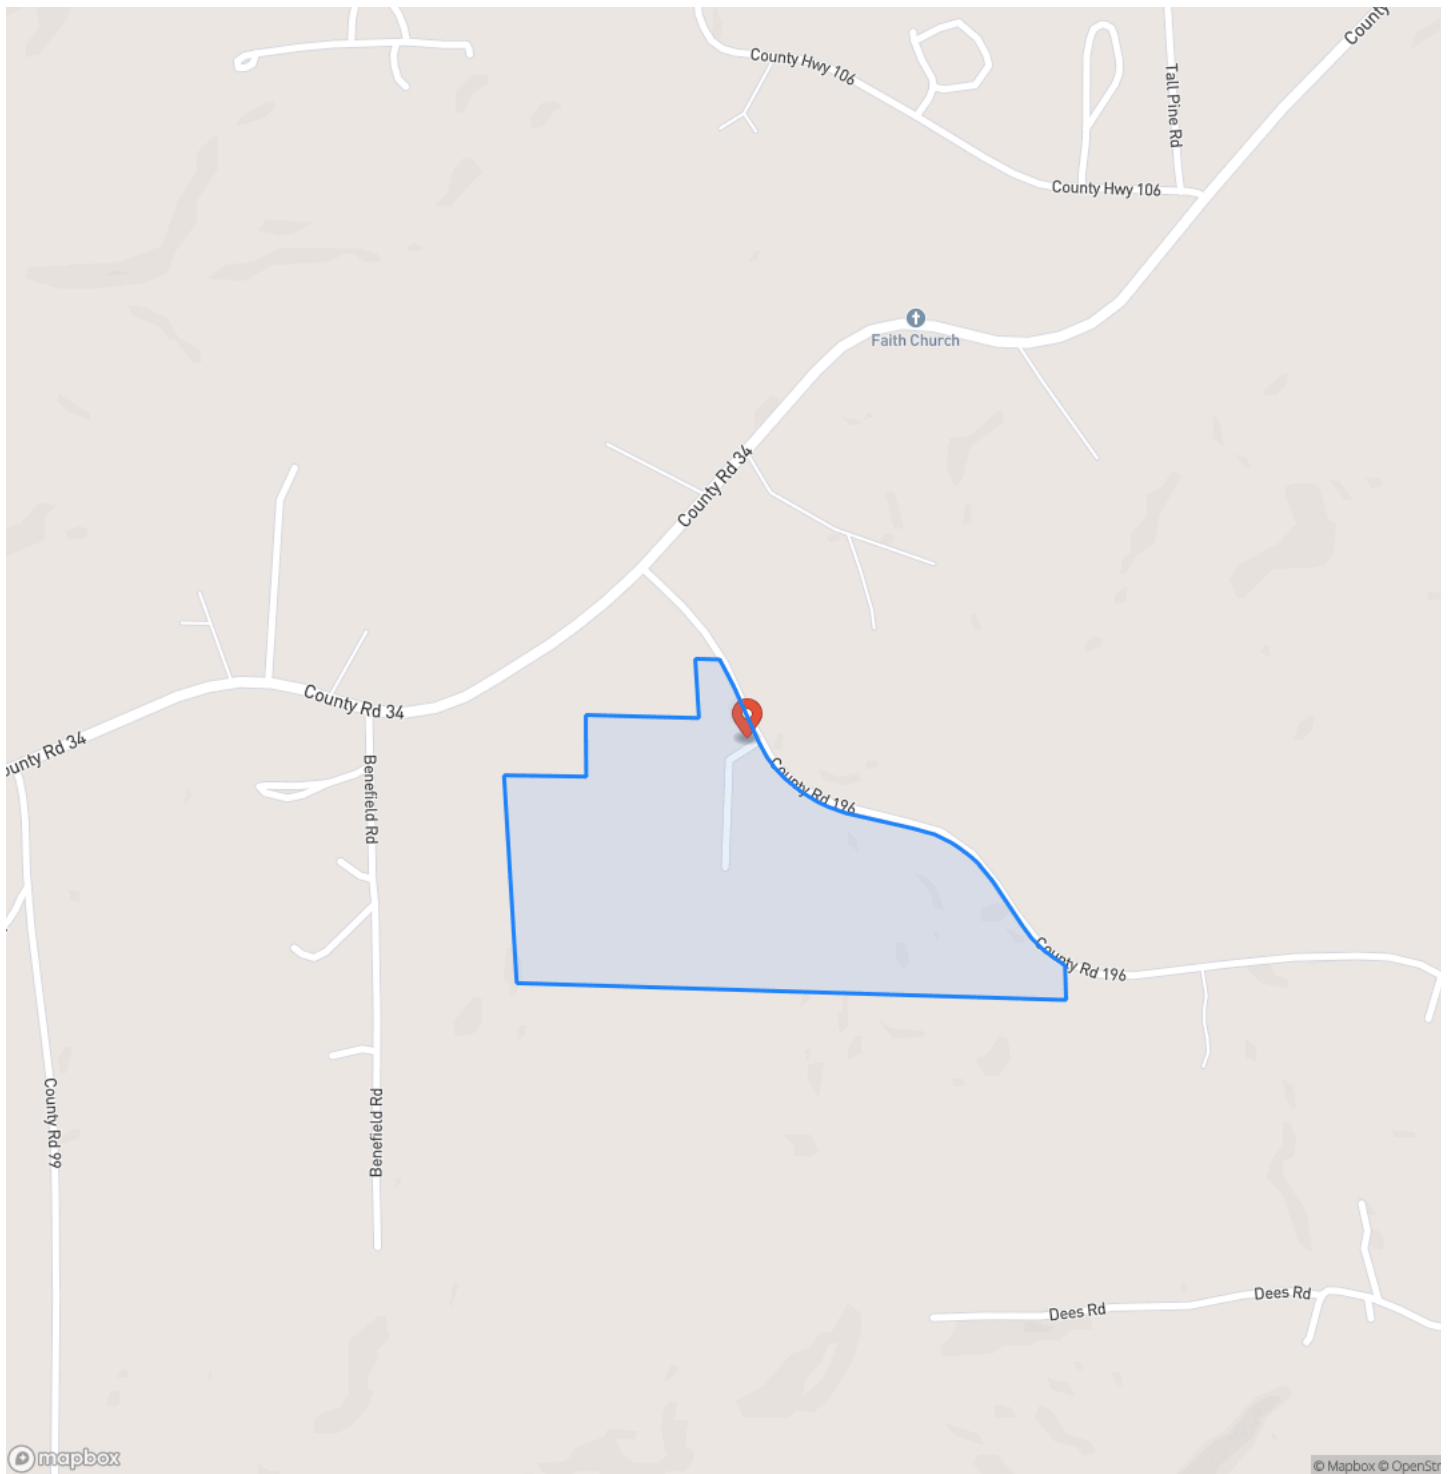 County
County Hwy 106
Tall Pine Rd
County Hwy 106
Faith Church
County Rd 34
County Rd 34
ounty Rd 34
Benefield Rd
County Rd 196
County Rd 196
County Rd 99
Benefield Rd
Dees Rd
Dees Rd
mapbox
© Mapbox © OpenStr